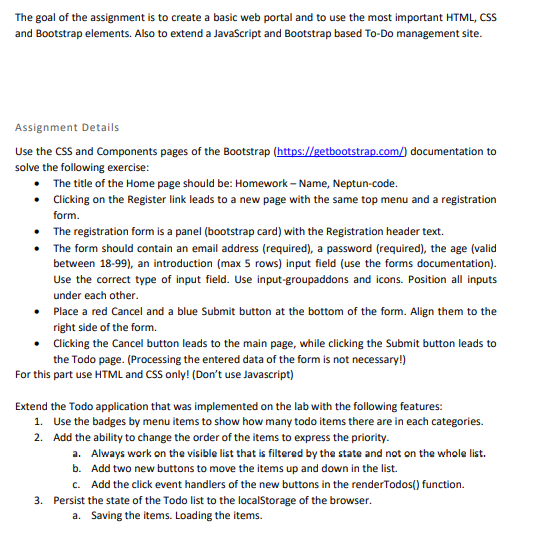 The goal of the assignment is to create a basic web portal and to use the most important HTML, CSS
and Bootstrap elements. Also to extend a JavaScript and Bootstrap based To-Do management site.
Assignment Details
Use the CSS and Components pages of the Bootstrap (https://getbootstrap.com/) documentation to
solve the following exercise:
• The title of the Home page should be: Homework – Name, Neptun-code.
• Clicking on the Register link leads to a new page with the same top menu and a registration
form.
• The registration form is a panel (bootstrap card) with the Registration header text.
• The form should contain an email address (required), a password (required), the age (valid
between 18-99), an introduction (max 5 rows) input field (use the forms documentation).
Use the correct type of input field. Use input-groupaddons and icons. Position all inputs
under each other.
• Place a red Cancel and a blue Submit button at the bottom of the form. Align them to the
right side of the form.
• Clicking the Cancel button leads to the main page, while clicking the Submit button leads to
the Todo page. (Processing the entered data of the form is not necessary!)
For this part use HTML and CSS only! (Don't use Javascript)
Extend the Todo application that was implemented on the lab with the following features:
1. Use the badges by menu items to show how many todo items there are in each categories.
2. Add the ability to change the order of the items to express the priority.
a. Always work on the visible list that is filtered by the state and not on the whole list.
b. Add two new buttons to move the items up and down in the list.
c. Add the click event handlers of the new buttons in the renderTodos() function.
3. Persist the state of the Todo list to the localStorage of the browser.
a. Saving the items. Loading the items.